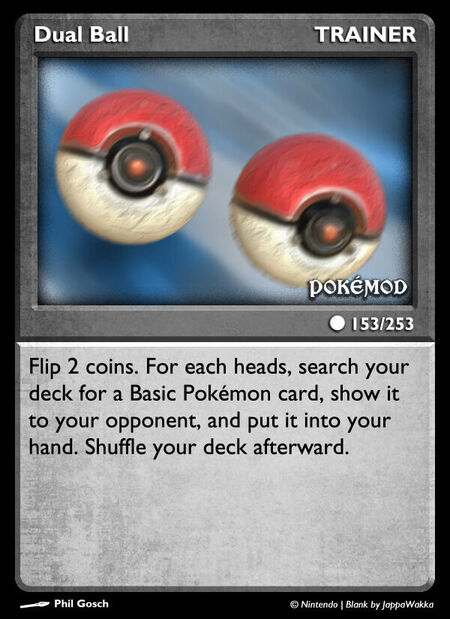 Dual Ball TRAINER
POKÉMOD
153/253
Flip 2 coins. For each heads, search your
deck for a Basic Pokémon card, show it
to your opponent, and put it into your
hand. Shuffle your deck afterward.
Phil Gosch © Nintendo | Blank by JappaWakka